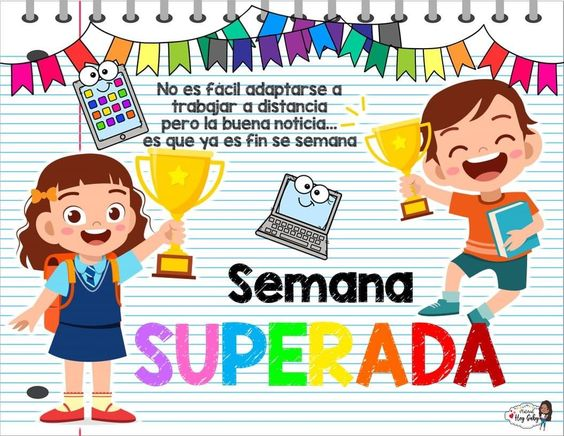 No es fácil adaptarse a
trabajar a distancia
pero la buena noticia...
es que ya es fin se semana
Semana
SUPERADA